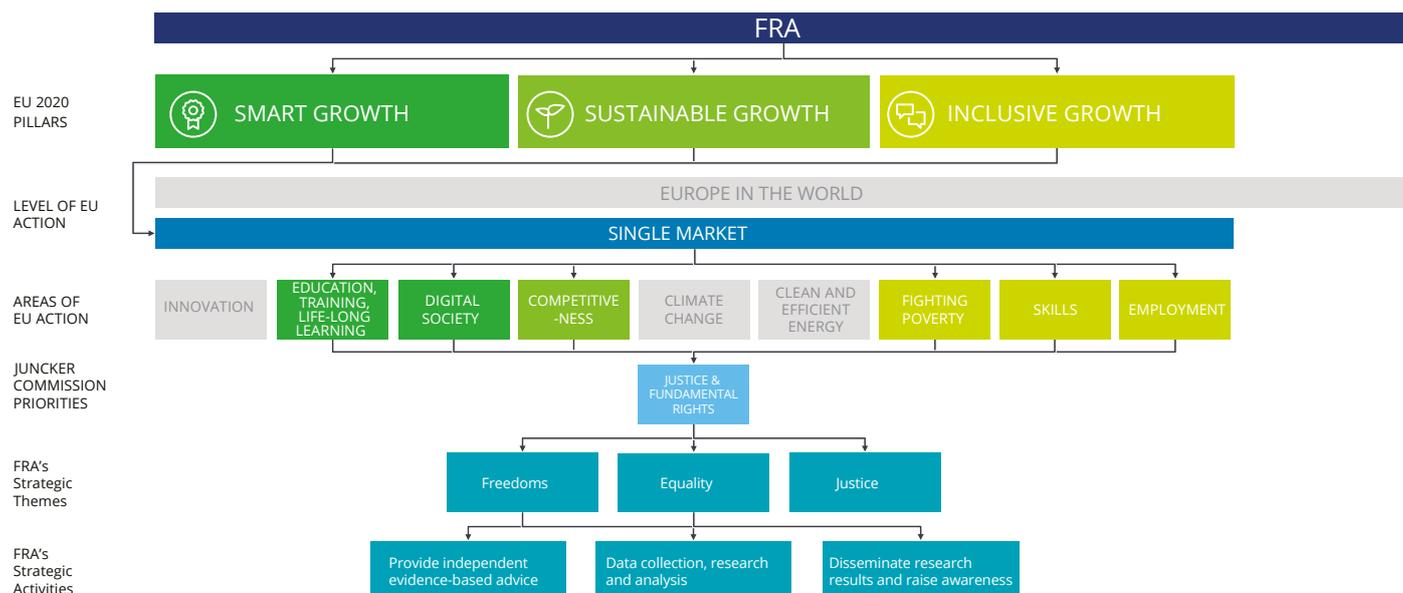 FRA
EU 2020
PILLARS
SMART GROWTH
SUSTAINABLE GROWTH
INCLUSIVE GROWTH
LEVEL OF EU
ACTION
EUROPE IN THE WORLD
SINGLE MARKET
AREAS OF
EU ACTION
INNOVATION
EDUCATION,
TRAINING,
LIFE-LONG
LEARNING
DIGITAL
SOCIETY
COMPETITIVE
-NESS
CLIMATE
CHANGE
CLEAN AND
EFFICIENT
ENERGY
FIGHTING
POVERTY
SKILLS
EMPLOYMENT
JUNCKER
COMMISSION
PRIORITIES
JUSTICE &
FUNDAMENTAL
RIGHTS
FRA's
Strategic
Themes
Freedoms
Equality
Justice
FRA's
Strategic
Activities
Provide independent
evidence-based advice
Data collection, research
and analysis
Disseminate research
results and raise awareness